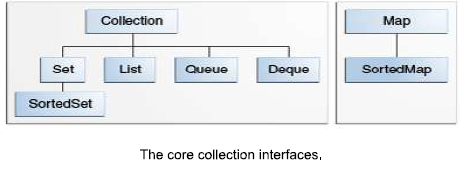 Collection
Map
Set
List
Queue
Deque
SortedMap
SortedSet
The core collection interfaces,